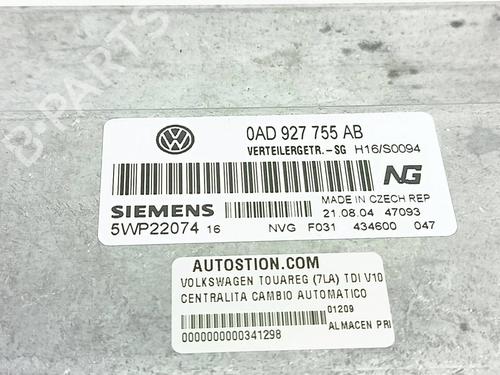 B-PARTS
VW
0AD 927 755 AB
VERTEILERGETR.-SG H16/S0094
NG
MADE IN CZECH REP
SIEMENS
21.08.04 47093
5WP22074 16 NVG F031 434600 047
AUTOSTION.COM
VOLKSWAGEN TOUAREG (7LA) TDI V10
CENTRALITA CAMBIO AUTOMATICO
01209
ALMACEN PRI
0000000000341298